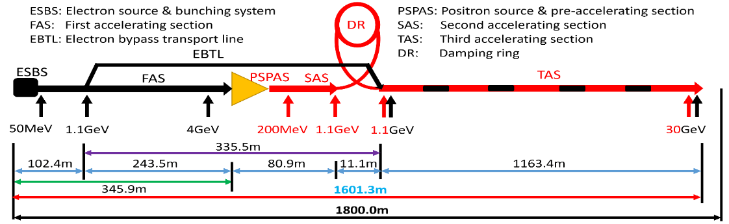 ESBS: Electron source & bunching system
FAS: First accelerating section
EBTL: Electron bypass transport line
DR
PSPAS: Positron source & pre-accelerating section
SAS: Second accelerating section
TAS: Third accelerating section
DR: Damping ring
EBTL
ESBS FAS PSPAS SAS TAS
50MeV 1.1GeV 4GeV 200MeV 1.1GeV 1.1GeV 30GeV
335.5m
102.4m 243.5m 80.9m 11.1m 1163.4m
345.9m 1601.3m
1800.0m